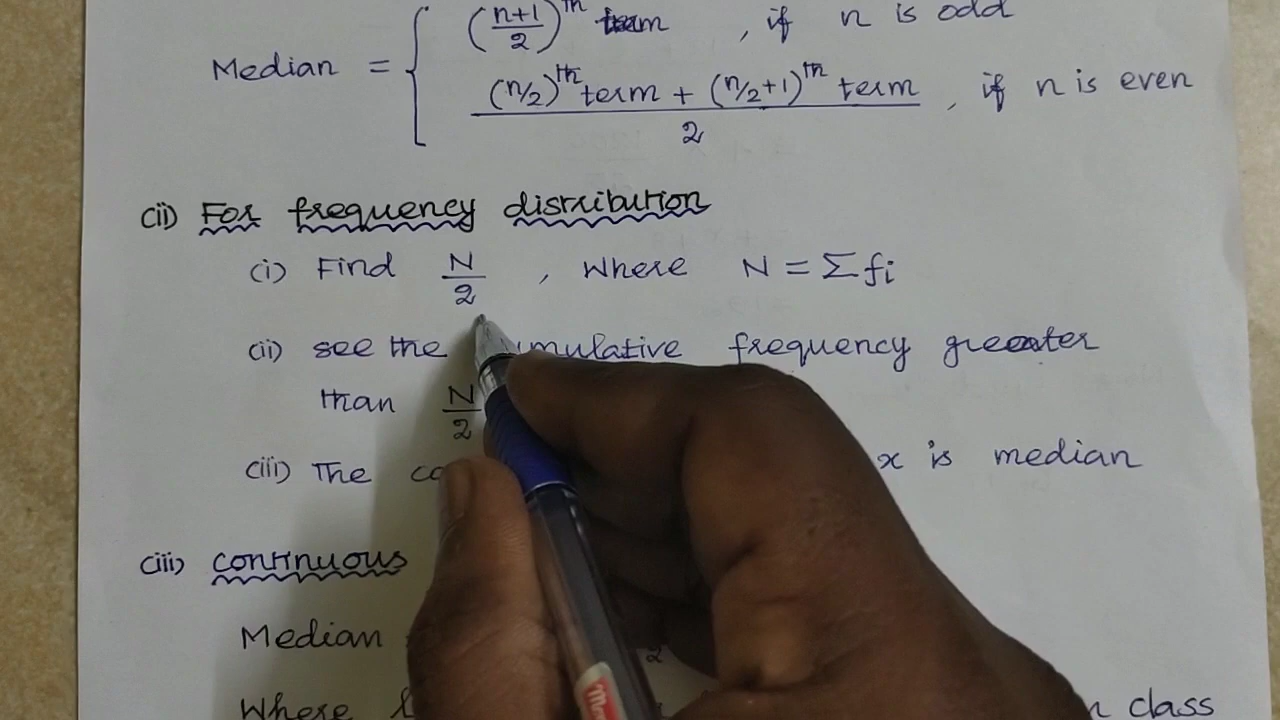 Median = { ((n+1)/2)th term , if n is odd
((n/2)th term + (n/2+1)th term)/2 , if n is even
(ii) For frequency distribution
(i) Find N/2 , Where N = Σfi
(ii) see the cumulative frequency greater
than N/2
(iii) The x is median
(iii) continuous
Median
Where l class